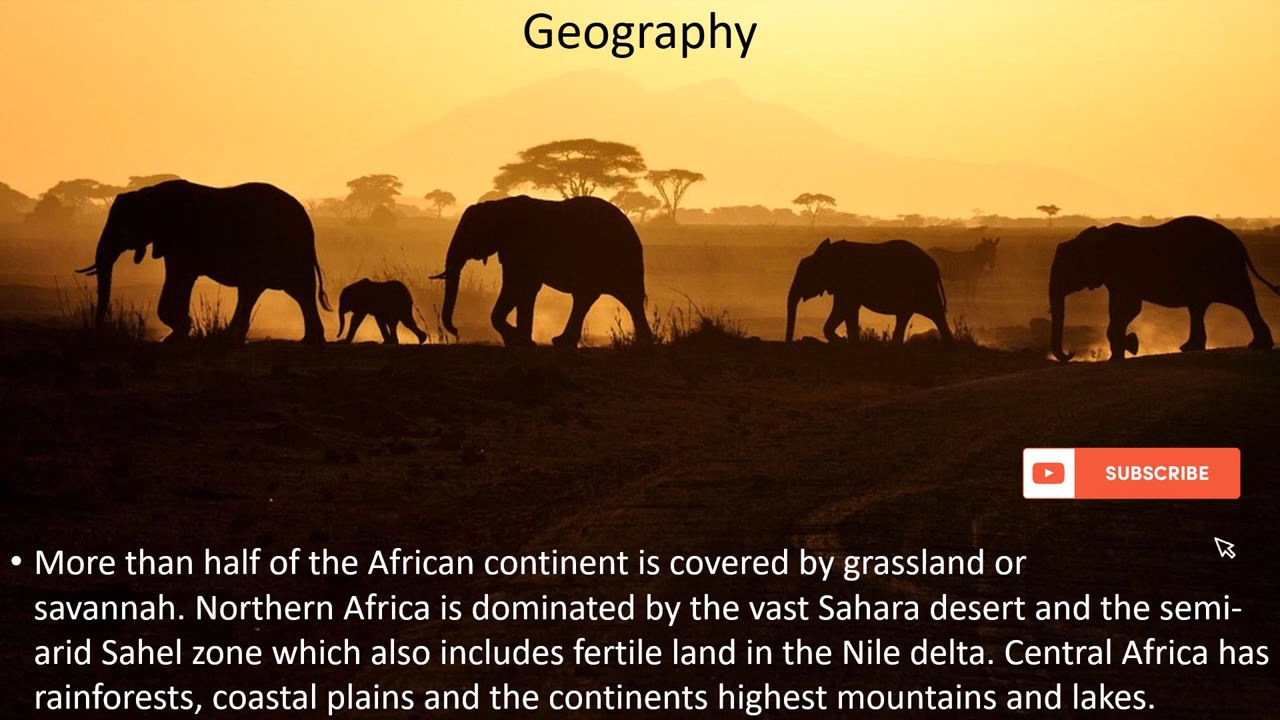 Geography
SUBSCRIBE
• More than half of the African continent is covered by grassland or
savannah. Northern Africa is dominated by the vast Sahara desert and the semi-
arid Sahel zone which also includes fertile land in the Nile delta. Central Africa has
rainforests, coastal plains and the continents highest mountains and lakes.